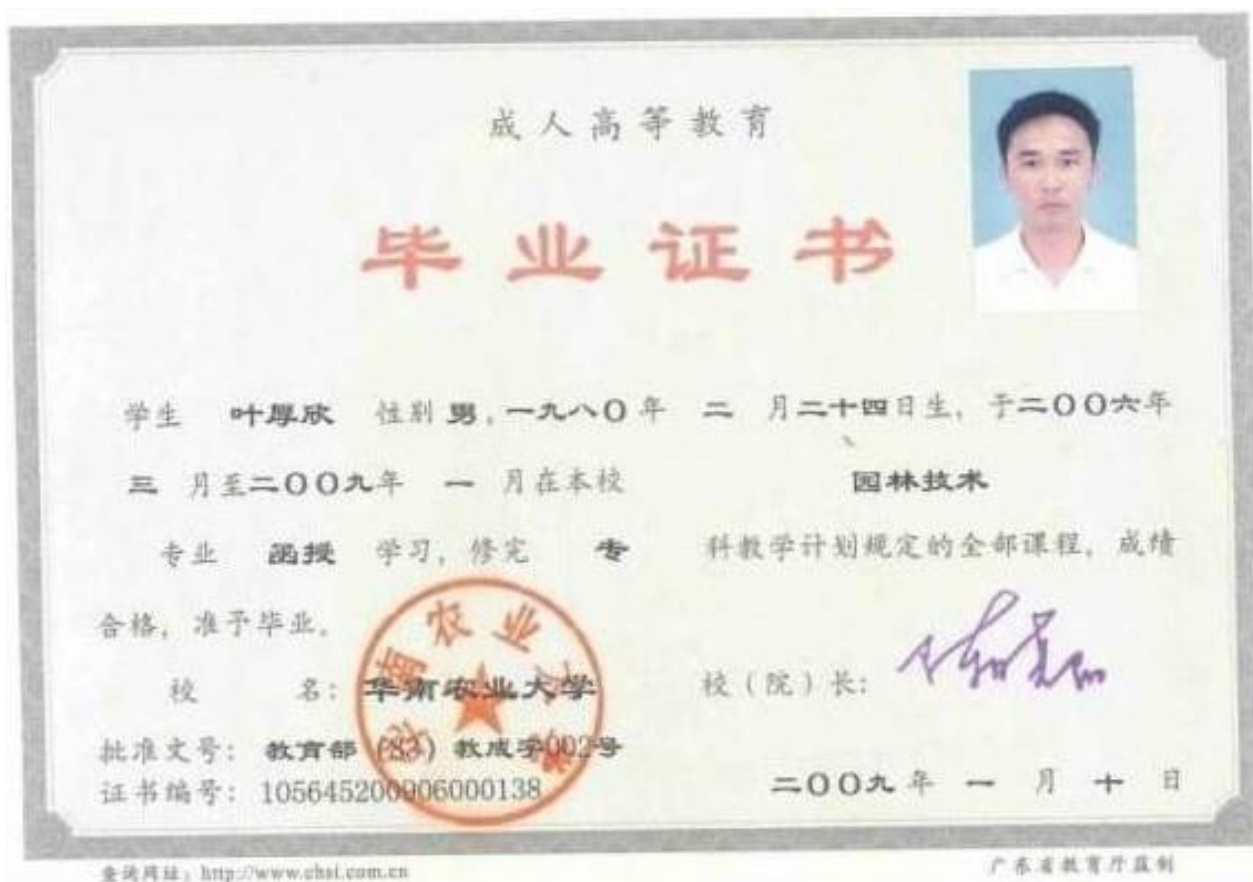 成人高等教育
毕业证书
学生 叶厚欣 性别 男，一九八〇年 二 月二十四日生，于二〇〇六年
三 月至二〇〇九年 一 月在本校 园林技术
专业 函授 学习，修完 专 科教学计划规定的全部课程，成绩
合格，准予毕业。
校 名：华南农业大学 校（院）长：
批准文号：教育部（83）教成字002号
证书编号：105645200906000138 二〇〇九年 一 月 十 日
查询网址：http://www.chsi.com.cn 广东省教育厅监制
华南农业大学